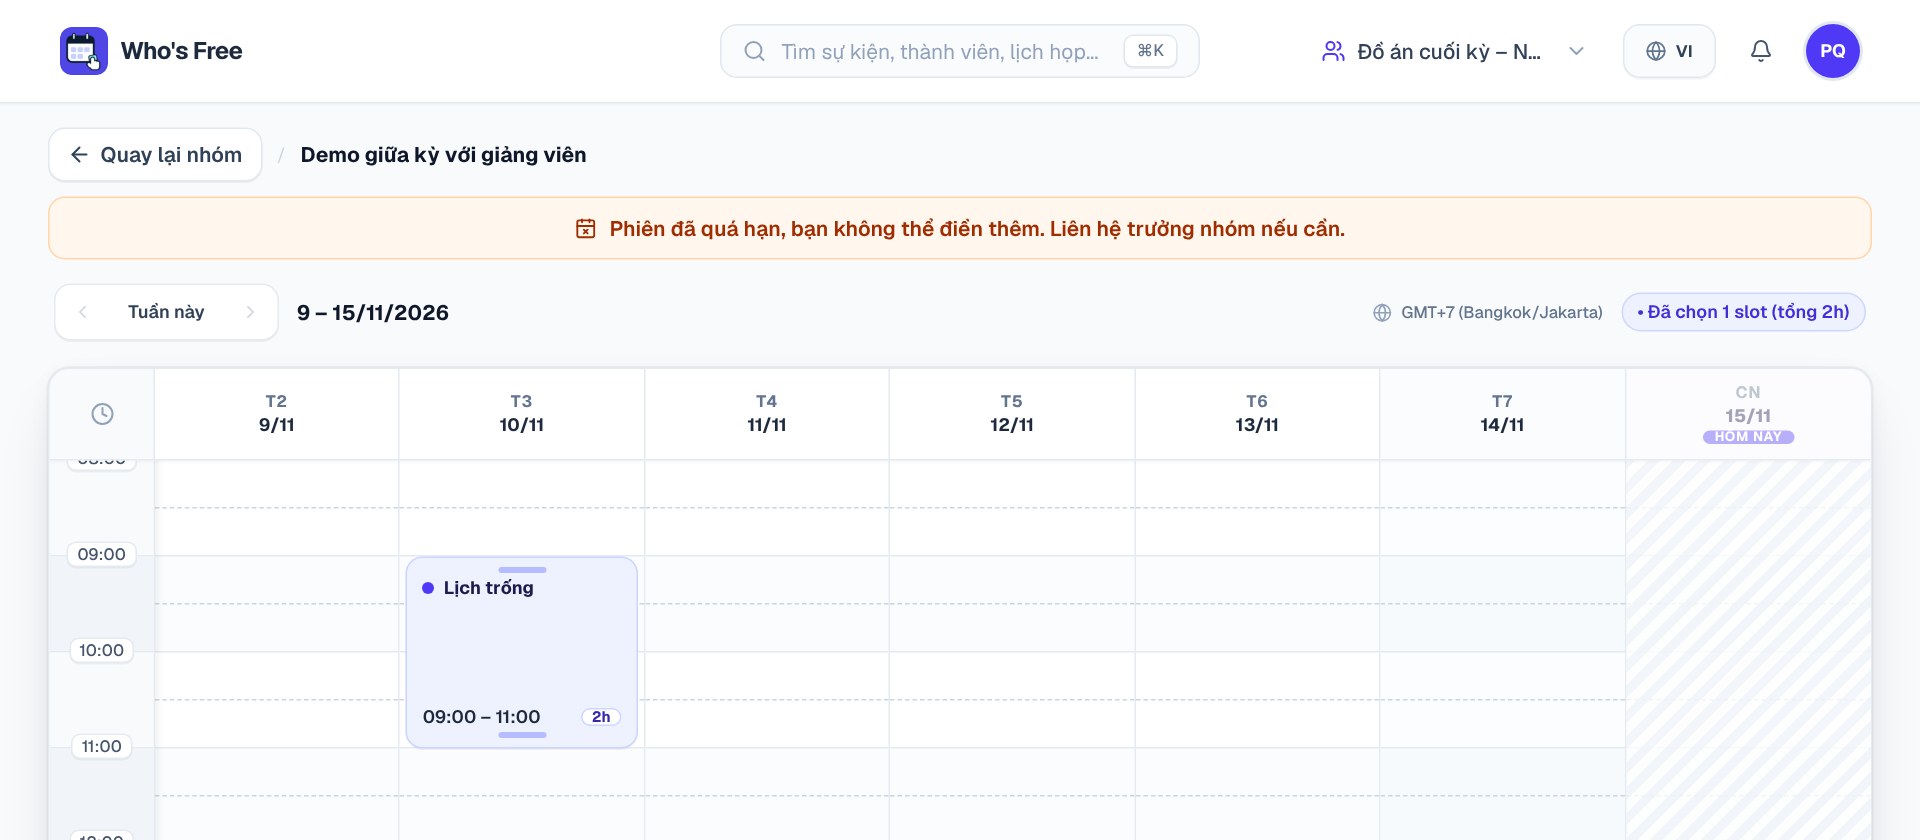 Who's Free
Tìm sự kiện, thành viên, lịch họp...
⌘K
Đồ án cuối kỳ – N...
VI
PQ
Quay lại nhóm
/
Demo giữa kỳ với giảng viên
Phiên đã quá hạn, bạn không thể điền thêm. Liên hệ trưởng nhóm nếu cần.
Tuần này
9 – 15/11/2026
GMT+7 (Bangkok/Jakarta)
• Đã chọn 1 slot (tổng 2h)
T2
9/11
T3
10/11
T4
11/11
T5
12/11
T6
13/11
T7
14/11
CN
15/11
HÔM NAY
09:00
Lịch trống
10:00
09:00 – 11:00
2h
11:00